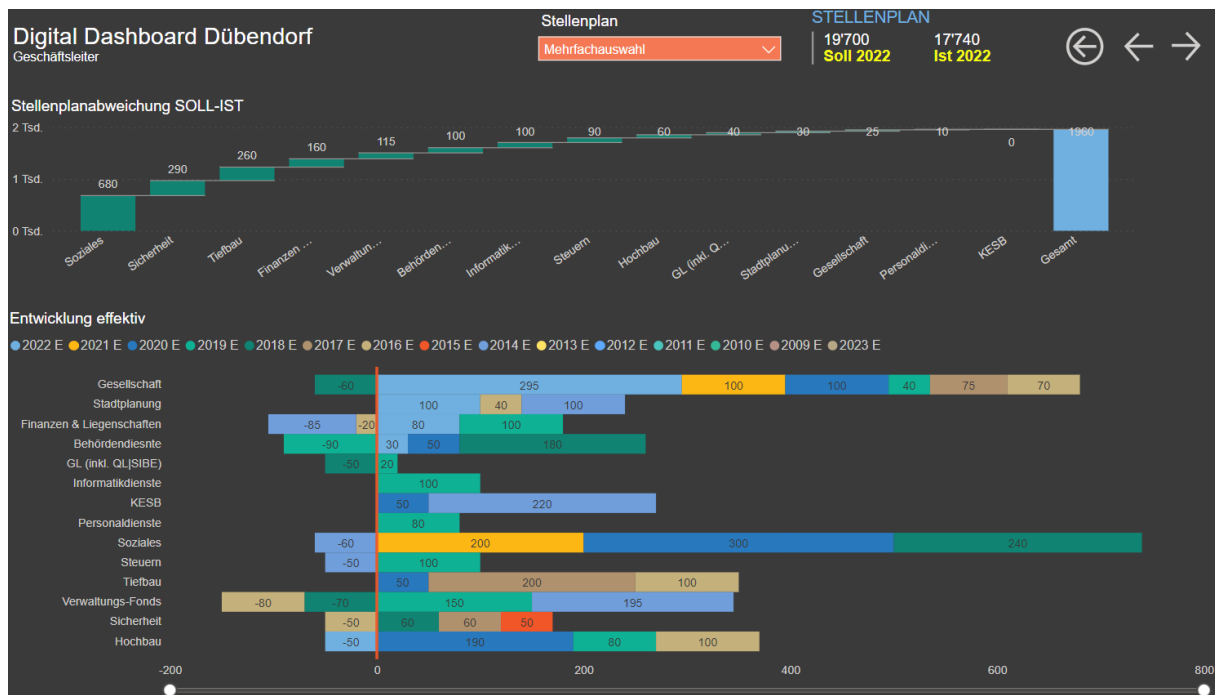 Digital Dashboard Dübendorf
Geschäftsleiter
Stellenplan
Mehrfachauswahl
STELLENPLAN
19'700 17'740
Soll 2022 Ist 2022
Stellenplanabweichung SOLL-IST
2 Tsd.
1 Tsd.
0 Tsd.
680 290 260 160 115 100 100 90 60 40 30 25 10 0 1960
Soziales Sicherheit Tiefbau Finanzen ... Verwaltun... Behörden... Informatik... Steuern Hochbau GL (inkl. Q... Stadtplanu... Gesellschaft Personaldi... KESB Gesamt
Entwicklung effektiv
2022 E 2021 E 2020 E 2019 E 2018 E 2017 E 2016 E 2015 E 2014 E 2013 E 2012 E 2011 E 2010 E 2009 E 2023 E
Gesellschaft -60 295 100 100 40 75 70
Stadtplanung 100 40 100
Finanzen & Liegenschaften -85 -20 80 100
Behördendiesnte -90 30 50 180
GL (inkl. QL|SIBE) -50 20
Informatikdienste 100
KESB 50 220
Personaldienste 80
Soziales -60 200 300 240
Steuern -50 100
Tiefbau 50 200 100
Verwaltungs-Fonds -80 -70 150 195
Sicherheit -50 60 60 50
Hochbau -50 190 80 100
-200 0 200 400 600 800